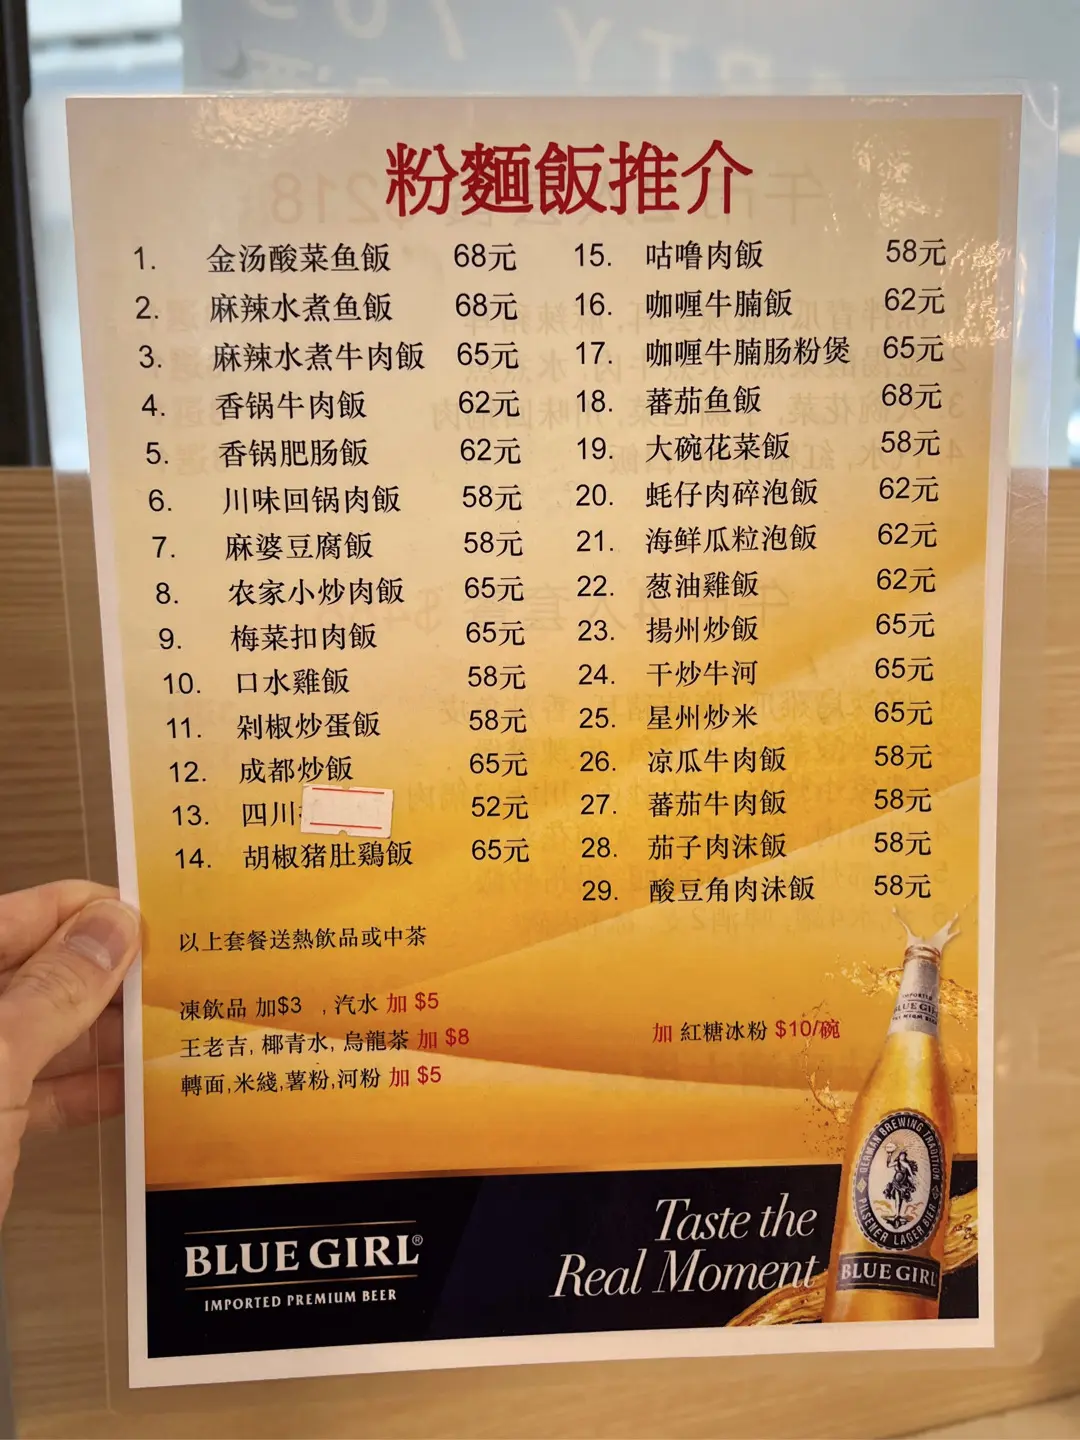 粉麵飯推介
1. 金汤酸菜鱼飯 68元
2. 麻辣水煮鱼飯 68元
3. 麻辣水煮牛肉飯 65元
4. 香锅牛肉飯 62元
5. 香锅肥肠飯 62元
6. 川味回锅肉飯 58元
7. 麻婆豆腐飯 58元
8. 农家小炒肉飯 65元
9. 梅菜扣肉飯 65元
10. 口水雞飯 58元
11. 剁椒炒蛋飯 58元
12. 成都炒飯 65元
13. 四川 52元
14. 胡椒猪肚鷄飯 65元
15. 咕噜肉飯 58元
16. 咖喱牛腩飯 62元
17. 咖喱牛腩肠粉煲 65元
18. 蕃茄鱼飯 68元
19. 大碗花菜飯 58元
20. 蚝仔肉碎泡飯 62元
21. 海鲜瓜粒泡飯 62元
22. 葱油雞飯 62元
23. 揚州炒飯 65元
24. 干炒牛河 65元
25. 星州炒米 65元
26. 凉瓜牛肉飯 58元
27. 蕃茄牛肉飯 58元
28. 茄子肉沫飯 58元
29. 酸豆角肉沫飯 58元
以上套餐送熱飲品或中茶
凍飲品 加$3 , 汽水 加 $5
王老吉, 椰青水, 烏龍茶 加 $8
轉面,米綫,薯粉,河粉 加 $5
加 紅糖冰粉 $10/碗
BLUE GIRL®
IMPORTED PREMIUM BEER
Taste the
Real Moment
IMPORTED
BLUE GIRL
GERMAN BREWING TRADITION
PILSENER LAGER BIER
BLUE GIRL